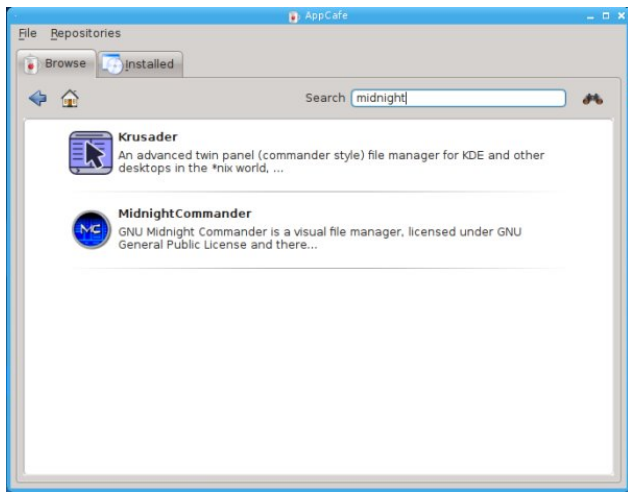 AppCafe
File Repositories
Browse Installed
Search midnight
Krusader
An advanced twin panel (commander style) file manager for KDE and other
desktops in the *nix world, ...
MidnightCommander
MC
GNU Midnight Commander is a visual file manager, licensed under GNU
General Public License and there...